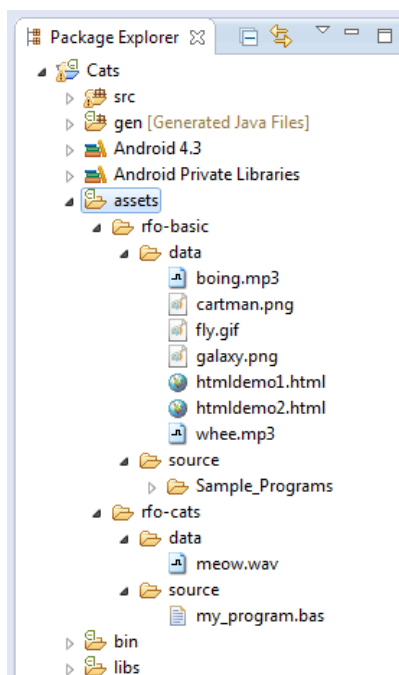 Package Explorer
Cats
src
gen [Generated Java Files]
Android 4.3
Android Private Libraries
assets
rfo-basic
data
boing.mp3
cartman.png
fly.gif
galaxy.png
htmldemo1.html
htmldemo2.html
whee.mp3
source
Sample_Programs
rfo-cats
data
meow.wav
source
my_program.bas
bin
libs